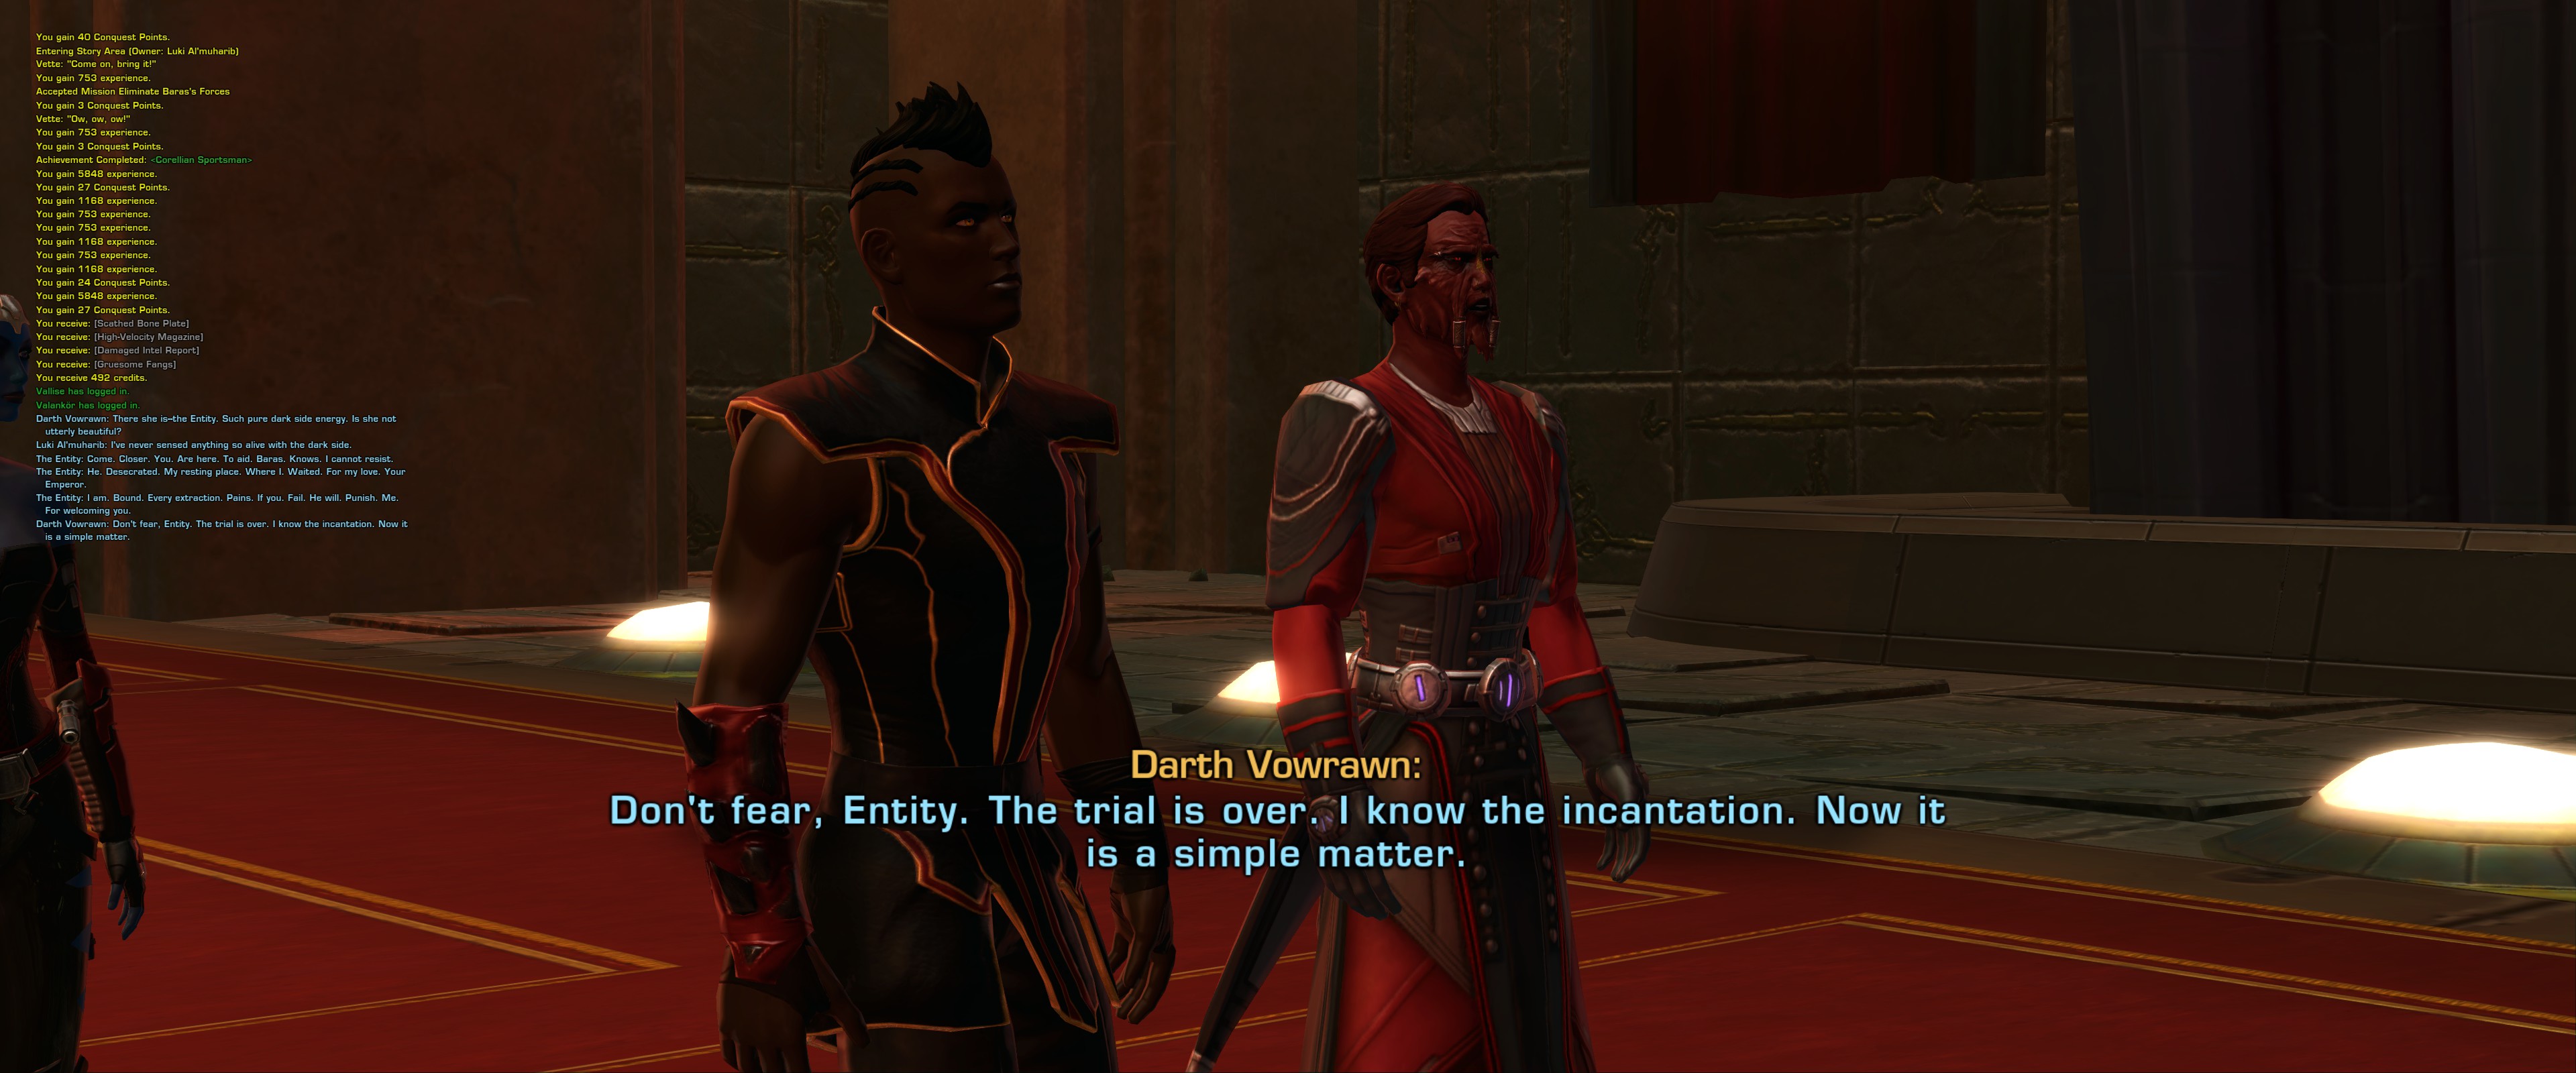 You gain 40 Conquest Points.
Entering Story Area (Owner: Luki Al'muharib)
Vette: "Come on, bring it!"
You gain 753 experience.
Accepted Mission Eliminate Baras's Forces
You gain 3 Conquest Points.
Vette: "Ow, ow, ow!"
You gain 753 experience.
You gain 3 Conquest Points.
Achievement Completed: <Corellian Sportsman>
You gain 5848 experience.
You gain 27 Conquest Points.
You gain 1168 experience.
You gain 753 experience.
You gain 753 experience.
You gain 1168 experience.
You gain 753 experience.
You gain 1168 experience.
You gain 24 Conquest Points.
You gain 5848 experience.
You gain 27 Conquest Points.
You receive: [Scathed Bone Plate]
You receive: [High-Velocity Magazine]
You receive: [Damaged Intel Report]
You receive: [Gruesome Fangs]
You receive 492 credits.
Vallise has logged in.
Valankör has logged in.
Darth Vowrawn: There she is—the Entity. Such pure dark side energy. Is she not
utterly beautiful?
Luki Al'muharib: I've never sensed anything so alive with the dark side.
The Entity: Come. Closer. You. Are here. To aid. Baras. Knows. I cannot resist.
The Entity: He. Desecrated. My resting place. Where I. Waited. For my love. Your
Emperor.
The Entity: I am. Bound. Every extraction. Pains. If you. Fail. He will. Punish. Me.
For welcoming you.
Darth Vowrawn: Don't fear, Entity. The trial is over. I know the incantation. Now it
is a simple matter.
Darth Vowrawn:
Don't fear, Entity. The trial is over. I know the incantation. Now it
is a simple matter.